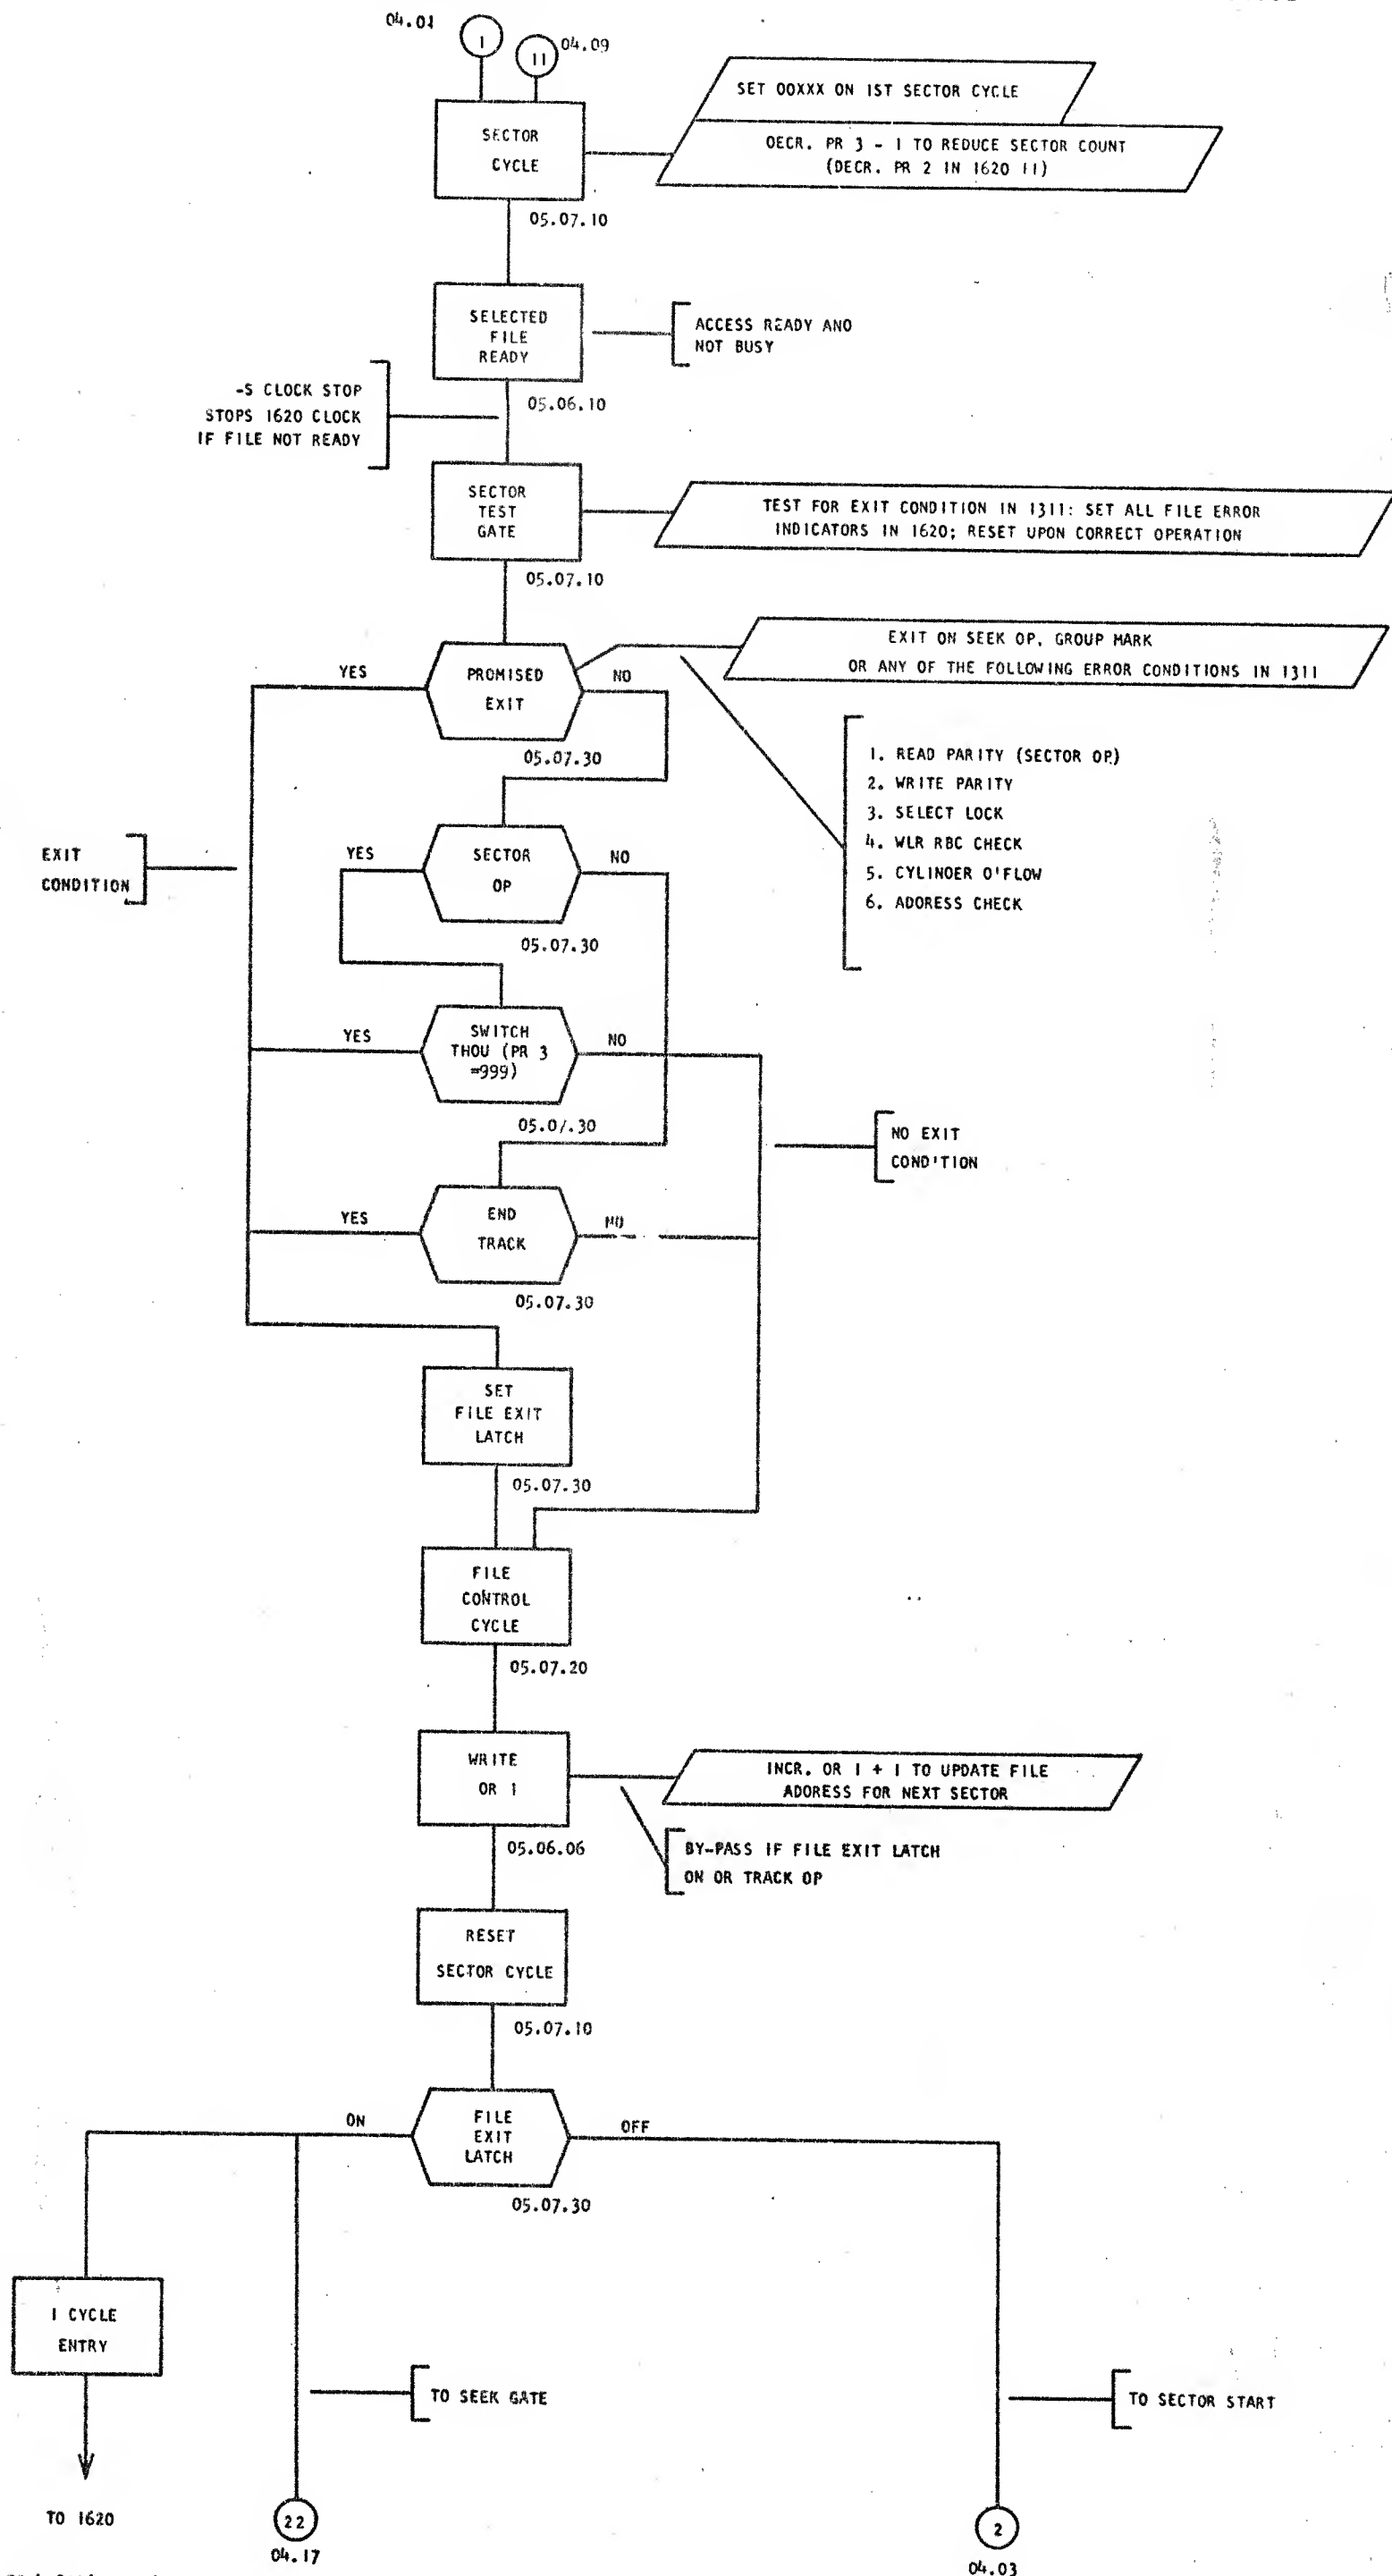 04.01
1
11
04.09
SET 00XXX ON 1ST SECTOR CYCLE
SECTOR
CYCLE
OECR. PR 3 - 1 TO REDUCE SECTOR COUNT
(DECR. PR 2 IN 1620 11)
05.07.10
SELECTED
FILE
READY
ACCESS READY ANO
NOT BUSY
05.06.10
-S CLOCK STOP
STOPS 1620 CLOCK
IF FILE NOT READY
SECTOR
TEST
GATE
TEST FOR EXIT CONDITION IN 1311: SET ALL FILE ERROR
INDICATORS IN 1620; RESET UPON CORRECT OPERATION
05.07.10
EXIT ON SEEK OP, GROUP MARK
OR ANY OF THE FOLLOWING ERROR CONDITIONS IN 1311
YES
PROMISED
EXIT
NO
05.07.30
1. READ PARITY (SECTOR OP)
2. WRITE PARITY
3. SELECT LOCK
4. WLR RBC CHECK
5. CYLINOER O'FLOW
6. ADORESS CHECK
EXIT
CONDITION
YES
SECTOR
OP
NO
05.07.30
YES
SWITCH
THOU (PR 3
=999)
NO
05.0/.30
NO EXIT
COND'TION
YES
END
TRACK
NO
05.07.30
SET
FILE EXIT
LATCH
05.07.30
FILE
CONTROL
CYCLE
05.07.20
WRITE
OR 1
INCR. OR 1 + 1 TO UPDATE FILE
ADORESS FOR NEXT SECTOR
05.06.06
BY-PASS IF FILE EXIT LATCH
ON OR TRACK OP
RESET
SECTOR CYCLE
05.07.10
ON
FILE
EXIT
LATCH
OFF
05.07.30
I CYCLE
ENTRY
TO SEEK GATE
TO SECTOR START
TO 1620
22
04.17
2
04.03